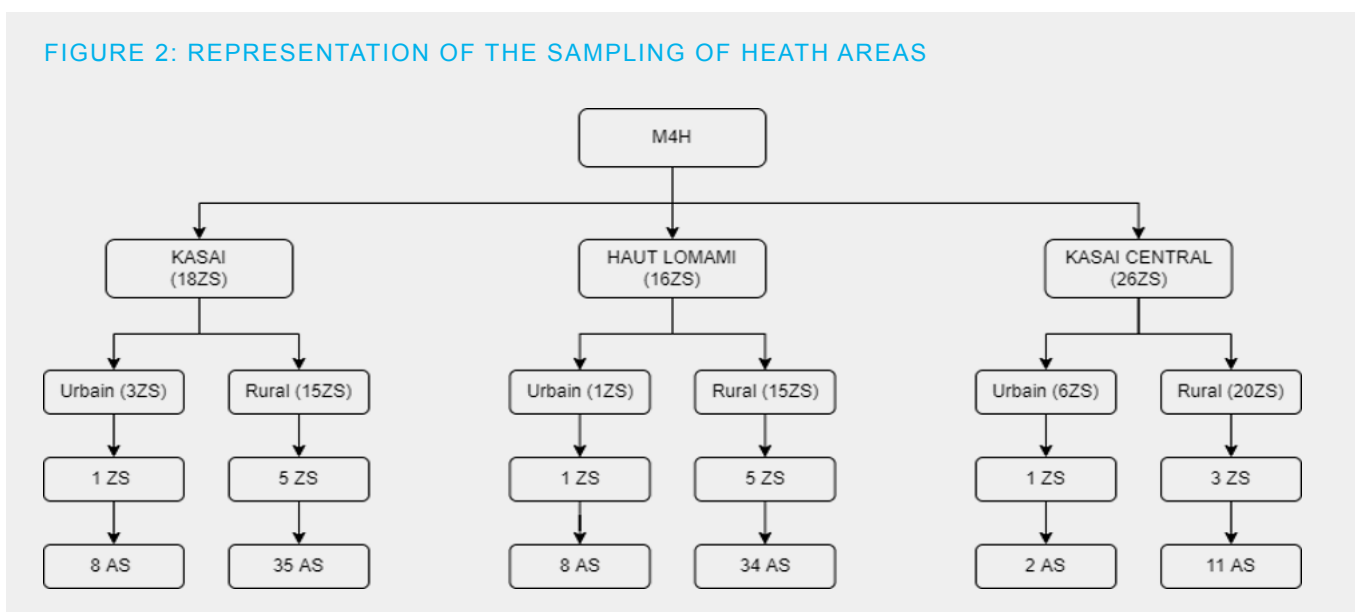 FIGURE 2: REPRESENTATION OF THE SAMPLING OF HEATH AREAS
M4H
KASAI
(18ZS)
HAUT LOMAMI
(16ZS)
KASAI CENTRAL
(26ZS)
Urbain (3ZS)
Rural (15ZS)
Urbain (1ZS)
Rural (15ZS)
Urbain (6ZS)
Rural (20ZS)
1 ZS
5 ZS
1 ZS
5 ZS
1 ZS
3 ZS
8 AS
35 AS
8 AS
34 AS
2 AS
11 AS